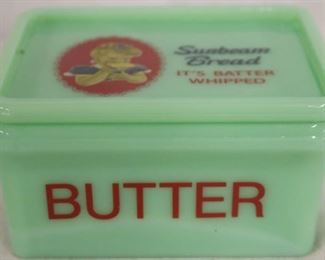 Sunbeam
Bread
IT'S BATTER
WHIPPED
BUTTER